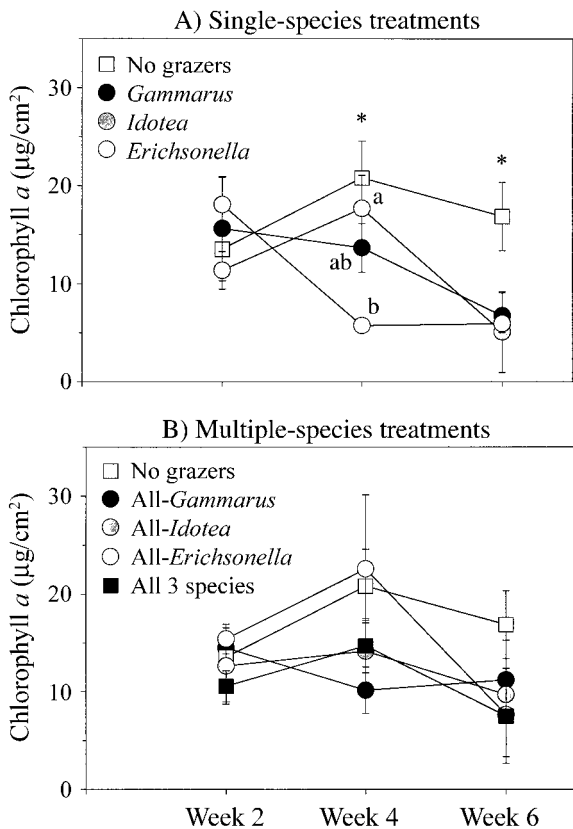 A) Single-species treatments
Chlorophyll a (µg/cm²)
30
20
10
0
No grazers
Gammarus
Idotea
Erichsonella
*
*
a
ab
b
B) Multiple-species treatments
Chlorophyll a (µg/cm²)
30
20
10
0
No grazers
All-Gammarus
All-Idotea
All-Erichsonella
All 3 species
Week 2 Week 4 Week 6